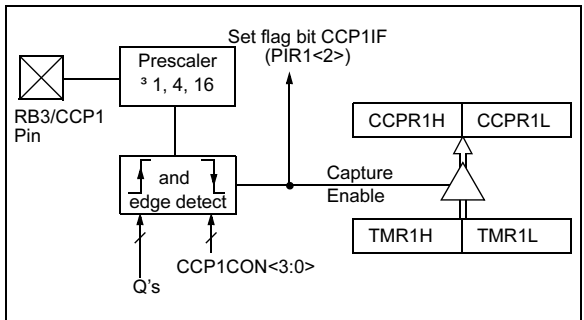 Set flag bit CCP1IF
(PIR1<2>)
Prescaler
³ 1, 4, 16
RB3/CCP1
Pin
CCPR1H CCPR1L
and
edge detect
Capture
Enable
TMR1H TMR1L
CCP1CON<3:0>
Q's